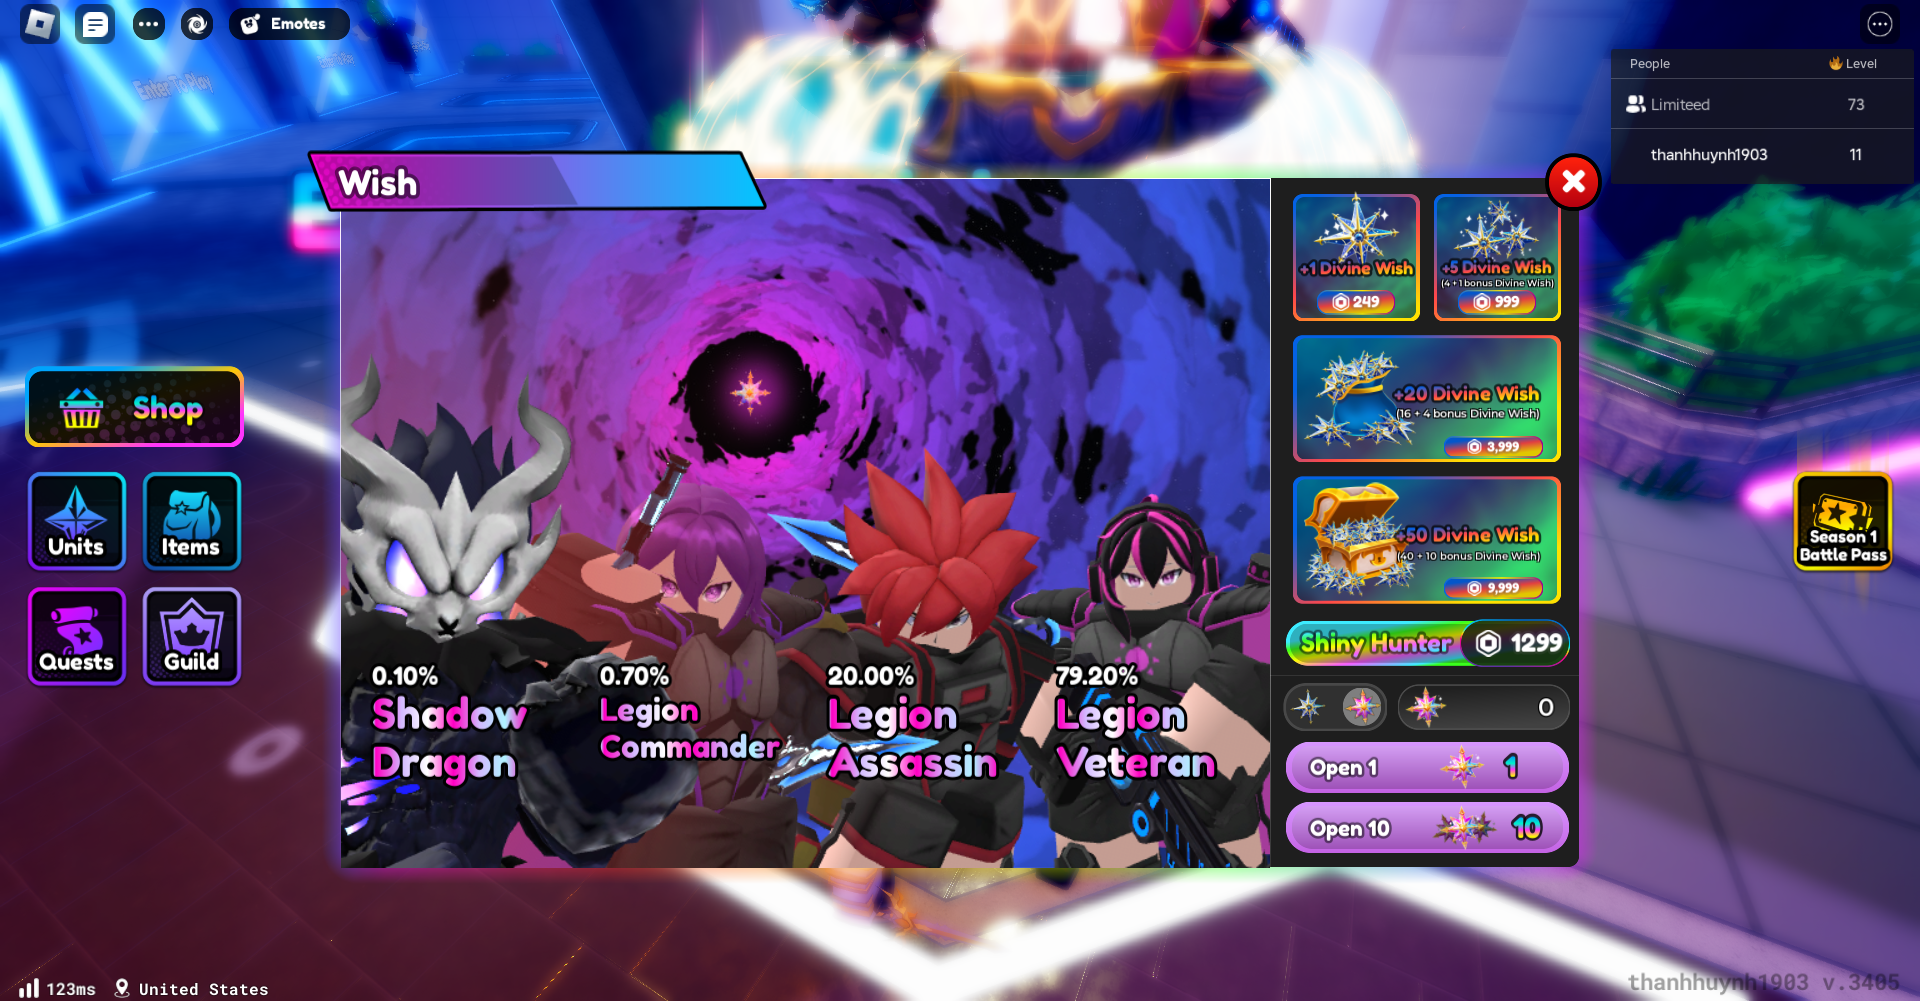 Emotes
People
Level
Limiteed
73
thanhhuynh1903
11
Enter To Play
Wish
+1 Divine Wish
249
+5 Divine Wish
(4 + 1 bonus Divine Wish)
999
+20 Divine Wish
(16 + 4 bonus Divine Wish)
3,999
+50 Divine Wish
(40 + 10 bonus Divine Wish)
9,999
Shiny Hunter
1299
0
Open 1
1
Open 10
10
Shop
Units
Items
Quests
Guild
Season 1
Battle Pass
0.10%
Shadow
Dragon
0.70%
Legion
Commander
20.00%
Legion
Assassin
79.20%
Legion
Veteran
123ms
United States
thanhhuynh1903 v.3405